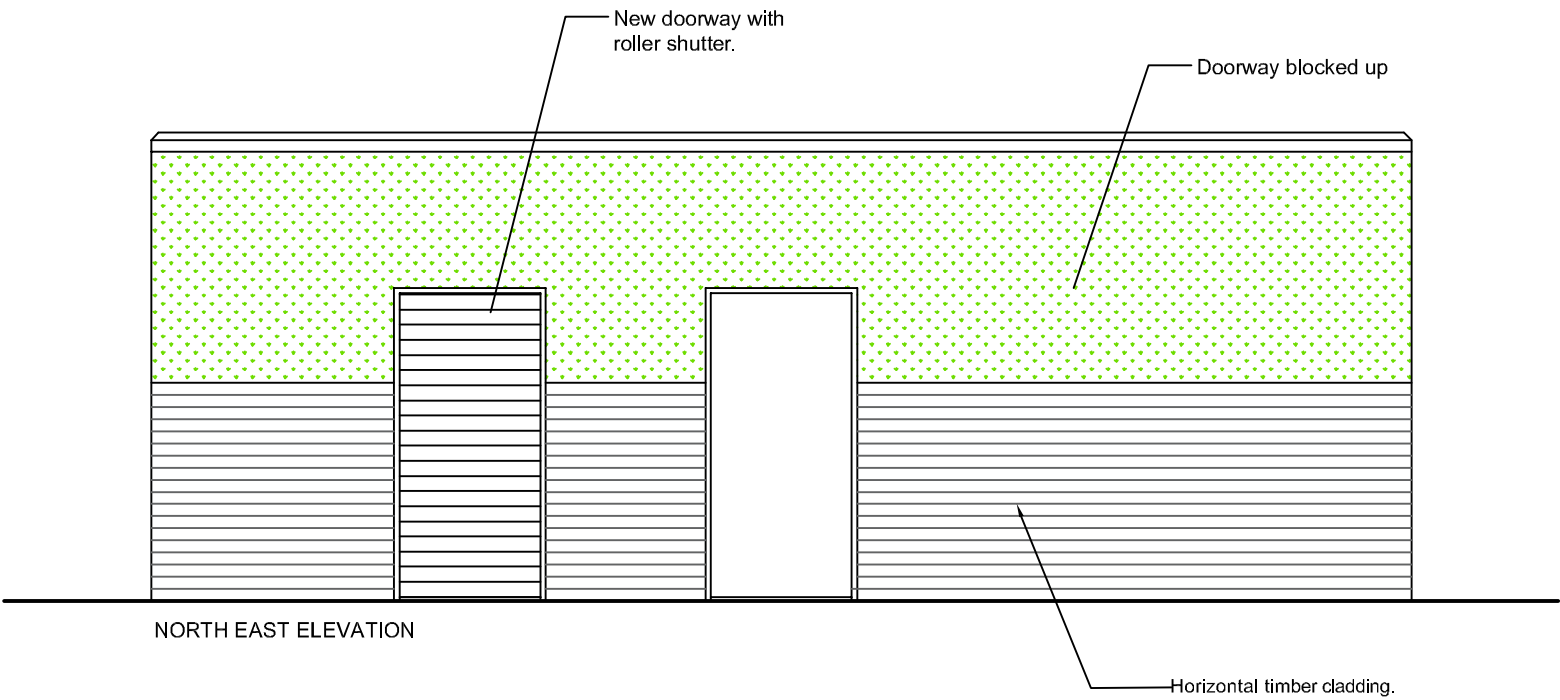 New doorway with
roller shutter.
Doorway blocked up
NORTH EAST ELEVATION
Horizontal timber cladding.